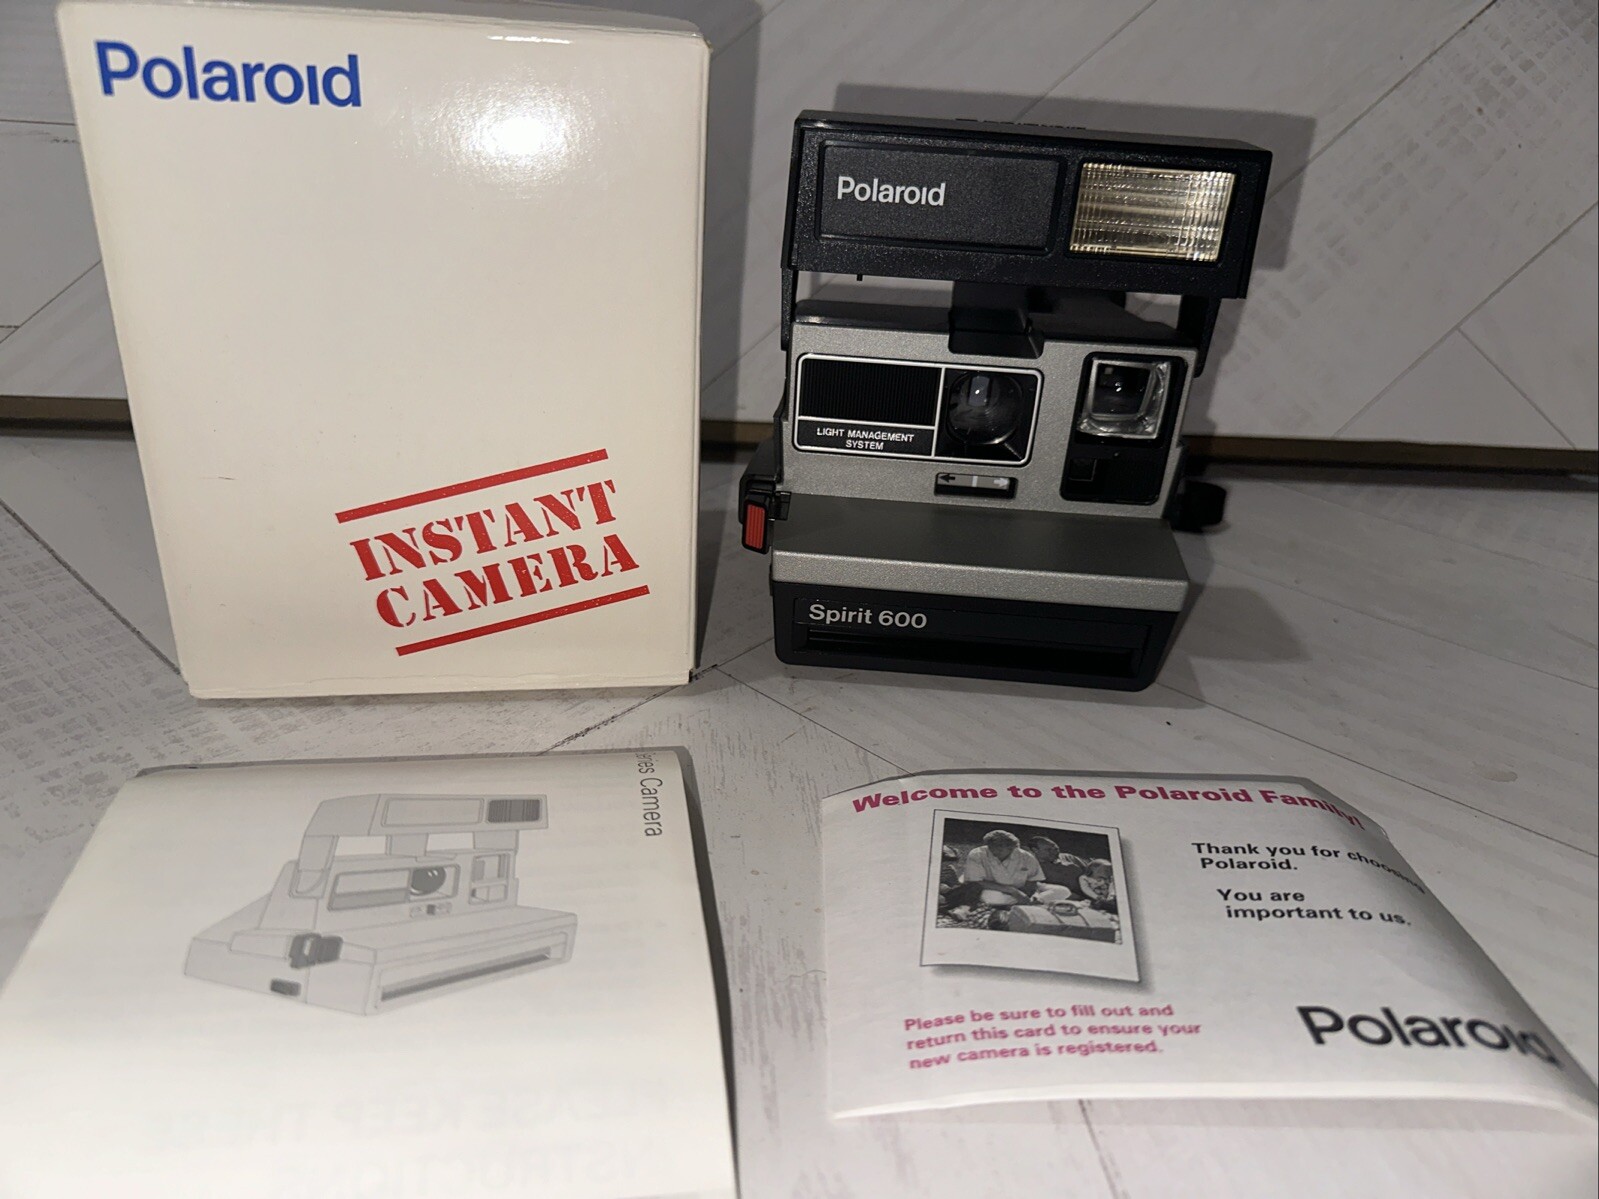 Polaroid
INSTANT
CAMERA
Polaroid
LIGHT MANAGEMENT
SYSTEM
Spirit 600
Camera
Welcome to the Polaroid Family!
Thank you for choosing
Polaroid.
You are
important to us.
Please be sure to fill out and
return this card to ensure your
new camera is registered.
Polaroid